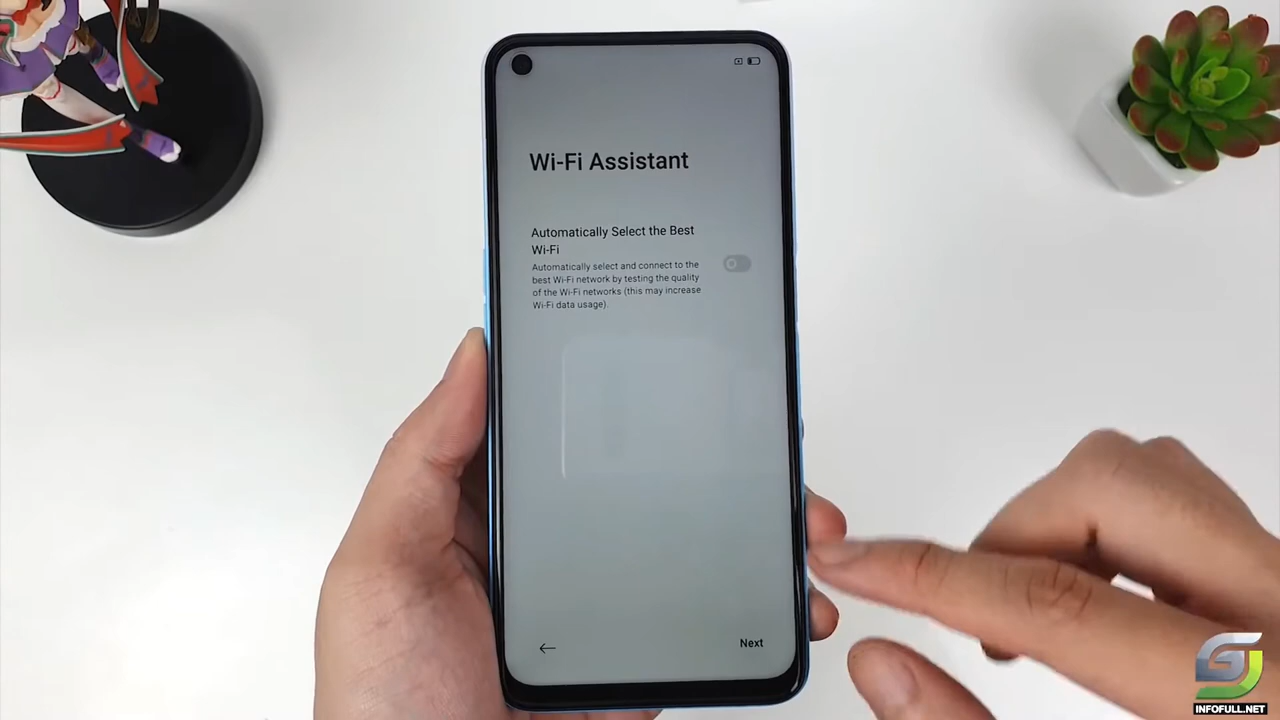 Wi-Fi Assistant
Automatically Select the Best
Wi-Fi
Automatically select and connect to the
best Wi-Fi network by testing the quality
of the Wi-Fi networks (this may increase
Wi-Fi data usage).
Next
INFOFULL.NET